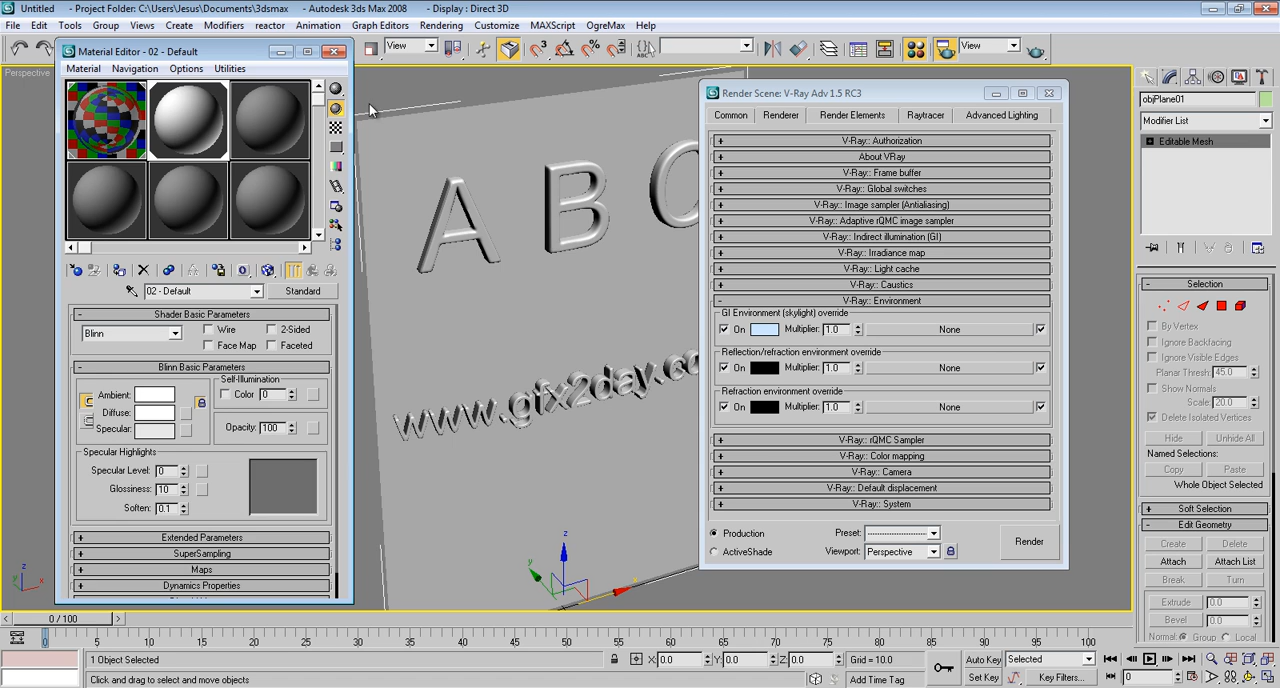 Untitled - Project Folder: C:\Users\Jesus\Documents\3dsmax - Autodesk 3ds Max 2008 - Display : Direct 3D
File Edit Tools Group Views Create Modifiers reactor Animation Graph Editors Rendering Customize MAXScript OgreMax Help
View
View
Perspective
Material Editor - 02 - Default
Material Navigation Options Utilities
02 - Default Standard
Shader Basic Parameters
Blinn Wire 2-Sided
Face Map Faceted
Blinn Basic Parameters
Self-Illumination
Ambient: Color 0
Diffuse:
Specular: Opacity: 100
Specular Highlights
Specular Level: 0
Glossiness: 10
Soften: 0.1
Extended Parameters
SuperSampling
Maps
Dynamics Properties
A B C
www.gfx2day.co
Render Scene: V-Ray Adv 1.5 RC3
Common Renderer Render Elements Raytracer Advanced Lighting
V-Ray:: Authorization
About VRay
V-Ray:: Frame buffer
V-Ray:: Global switches
V-Ray:: Image sampler (Antialiasing)
V-Ray:: Adaptive rQMC image sampler
V-Ray:: Indirect illumination (GI)
V-Ray:: Irradiance map
V-Ray:: Light cache
V-Ray:: Caustics
V-Ray:: Environment
GI Environment (skylight) override
On Multiplier: 1.0 None
Reflection/refraction environment override
On Multiplier: 1.0 None
Refraction environment override
On Multiplier: 1.0 None
V-Ray:: rQMC Sampler
V-Ray:: Color mapping
V-Ray:: Camera
V-Ray:: Default displacement
V-Ray:: System
Production Preset: Render
ActiveShade Viewport: Perspective
objPlane01
Modifier List
Editable Mesh
Selection
By Vertex
Ignore Backfacing
Ignore Visible Edges
Planar Thresh: 45.0
Show Normals
Scale: 20.0
Delete Isolated Vertices
Hide Unhide All
Named Selections:
Copy Paste
Whole Object Selected
Soft Selection
Edit Geometry
Create Delete
Attach Attach List
Break Turn
Extrude 0.0
Bevel 0.0
Normal: Group Local
0 / 100
0 5 10 15 20 25 30 35 40 45 50 55 60 65 70 75 80 85 90 95 100
1 Object Selected X: 0.0 Y: 0.0 Z: 0.0 Grid = 10.0 Auto Key Selected
Click and drag to select and move objects Add Time Tag Set Key Key Filters... 0